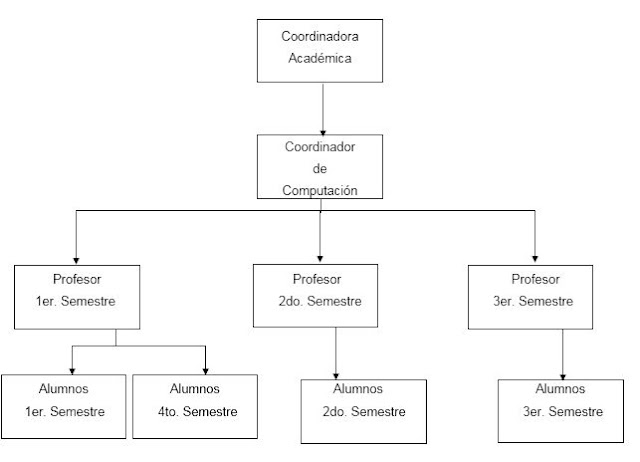 Coordinadora
Académica
Coordinador
de
Computación
Profesor
1er. Semestre
Profesor
2do. Semestre
Profesor
3er. Semestre
Alumnos
1er. Semestre
Alumnos
4to. Semestre
Alumnos
2do. Semestre
Alumnos
3er. Semestre